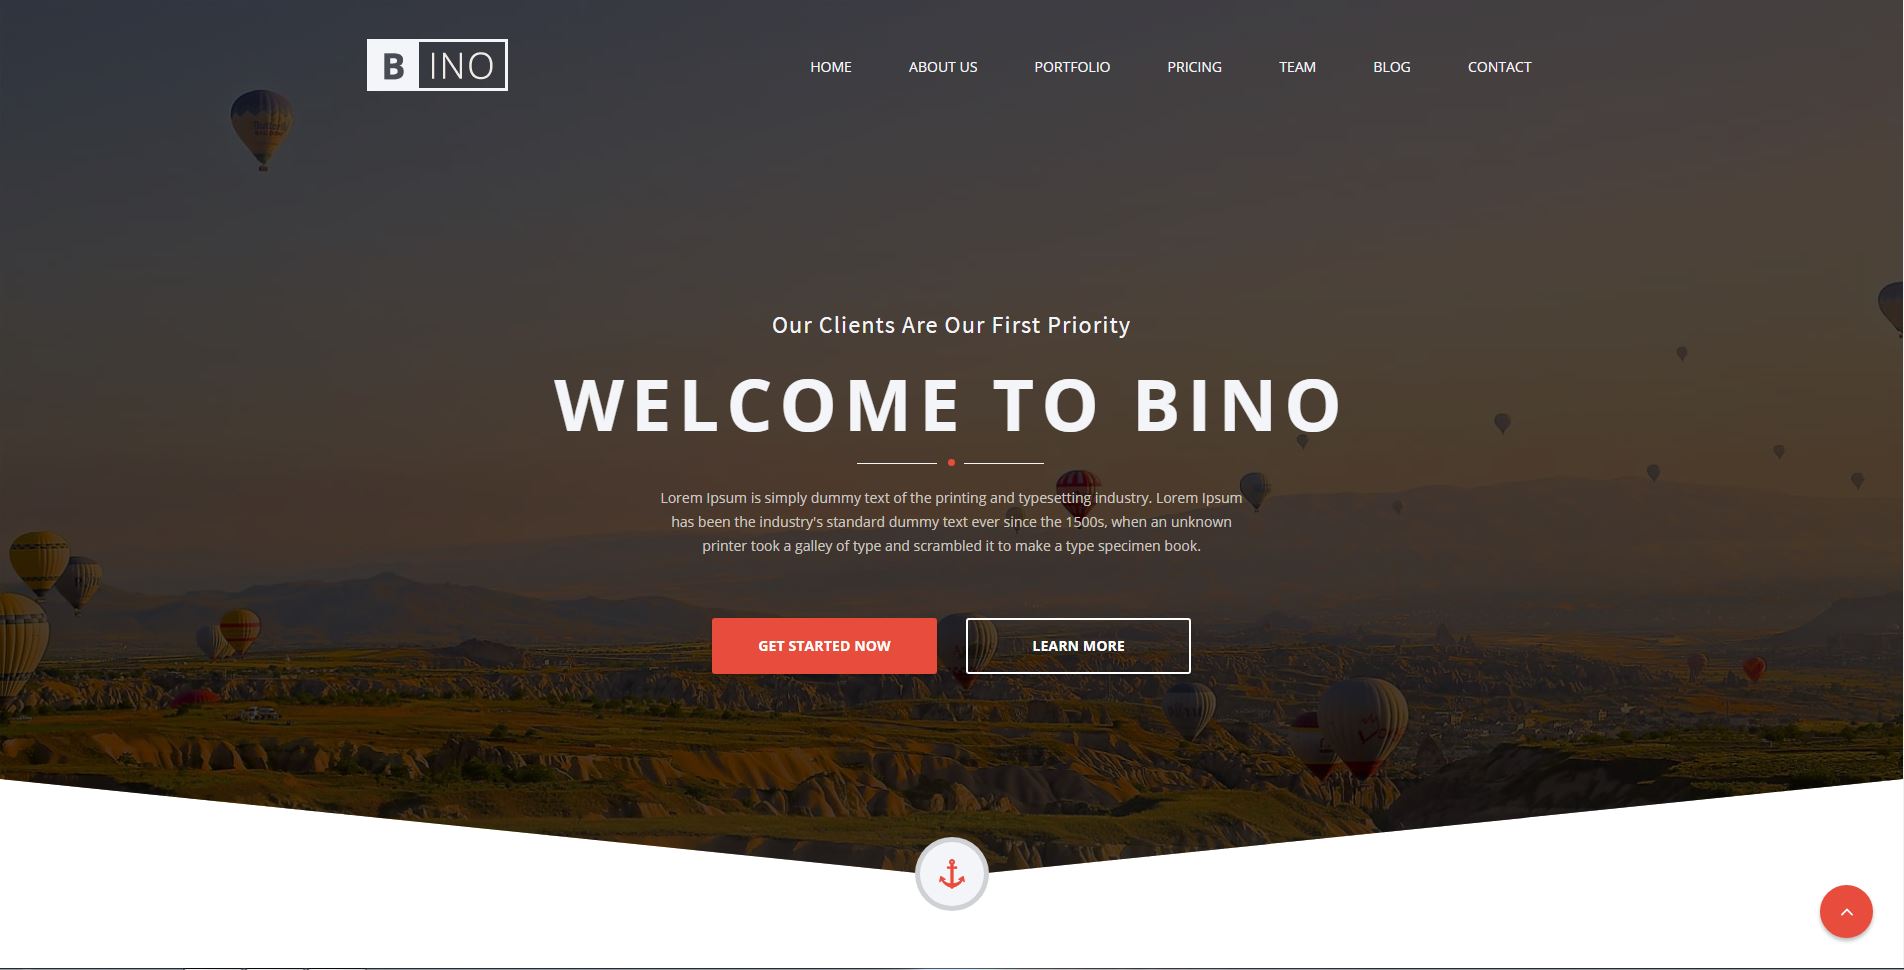 BINO
HOME ABOUT US PORTFOLIO PRICING TEAM BLOG CONTACT
Our Clients Are Our First Priority
WELCOME TO BINO
Lorem Ipsum is simply dummy text of the printing and typesetting industry. Lorem Ipsum
has been the industry's standard dummy text ever since the 1500s, when an unknown
printer took a galley of type and scrambled it to make a type specimen book.
GET STARTED NOW
LEARN MORE